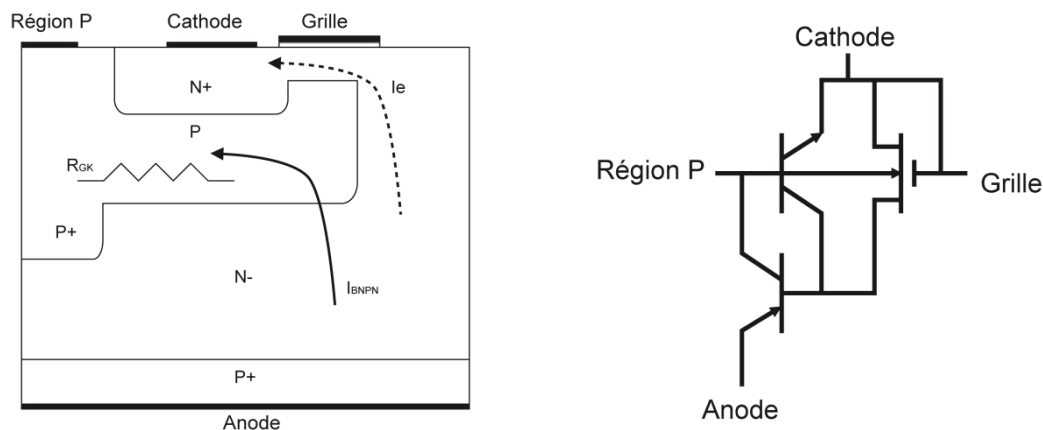 Région P
Cathode
Grille
N+
Ie
P
RGK
P+
N-
IBNPN
P+
Anode
Cathode
Région P
Grille
Anode